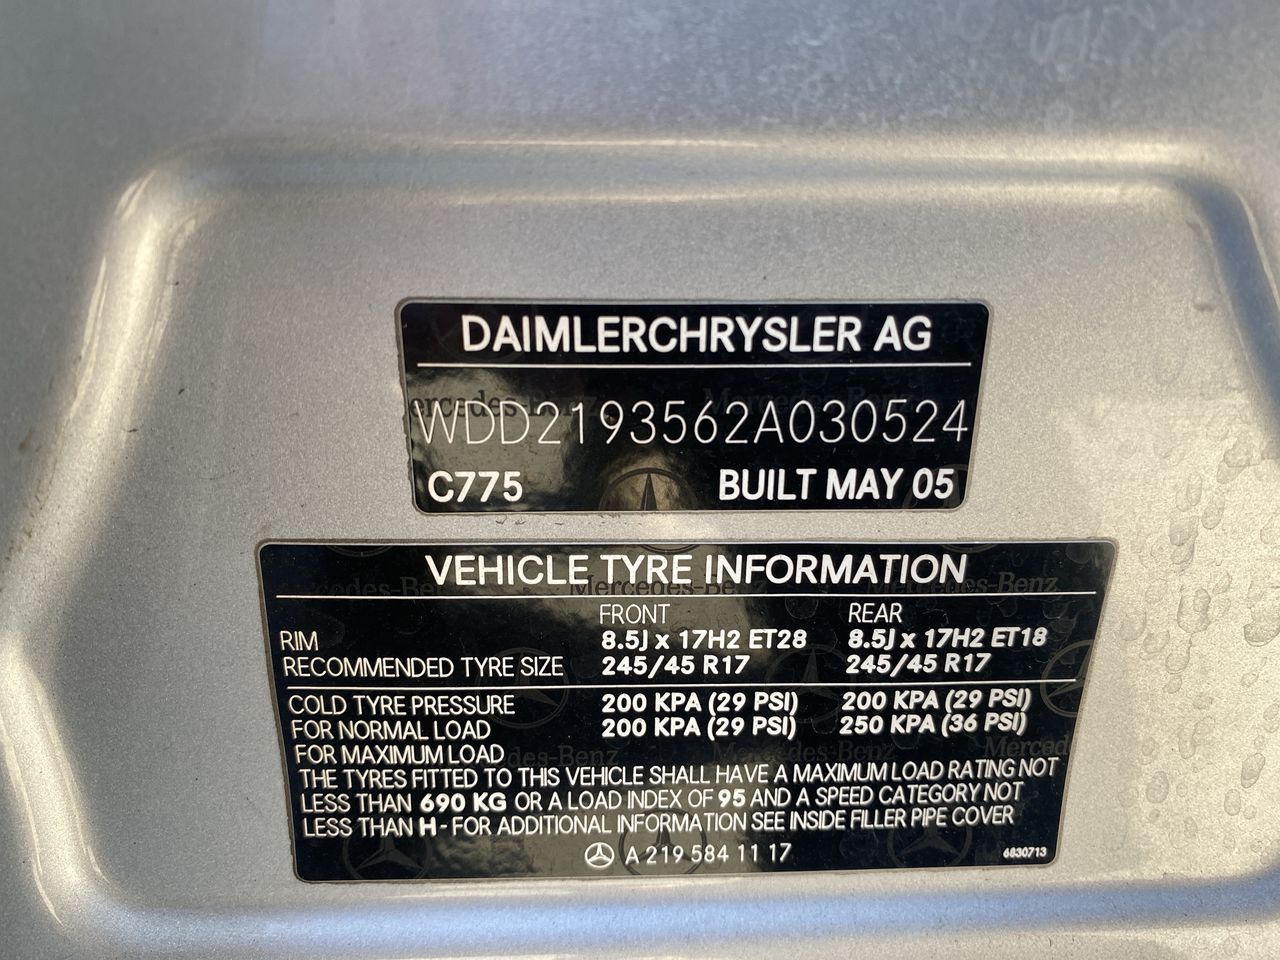 DAIMLERCHRYSLER AG
WDD2193562A030524
C775 BUILT MAY 05
VEHICLE TYRE INFORMATION
FRONT REAR
RIM 8.5J x 17H2 ET28 8.5J x 17H2 ET18
RECOMMENDED TYRE SIZE 245/45 R17 245/45 R17
COLD TYRE PRESSURE 200 KPA (29 PSI) 200 KPA (29 PSI)
FOR NORMAL LOAD 200 KPA (29 PSI) 250 KPA (36 PSI)
FOR MAXIMUM LOAD
THE TYRES FITTED TO THIS VEHICLE SHALL HAVE A MAXIMUM LOAD RATING NOT
LESS THAN 690 KG OR A LOAD INDEX OF 95 AND A SPEED CATEGORY NOT
LESS THAN H - FOR ADDITIONAL INFORMATION SEE INSIDE FILLER PIPE COVER
A 219 584 11 17 6830713